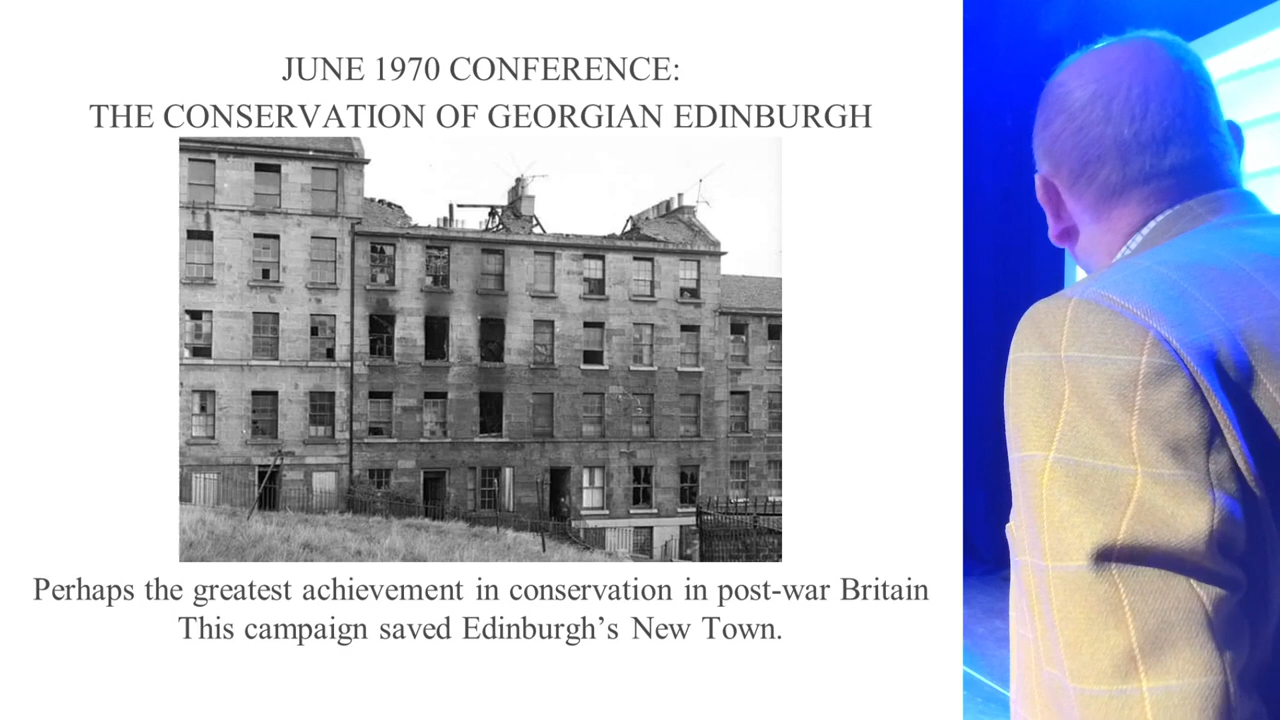 JUNE 1970 CONFERENCE:
THE CONSERVATION OF GEORGIAN EDINBURGH
Perhaps the greatest achievement in conservation in post-war Britain
This campaign saved Edinburgh’s New Town.